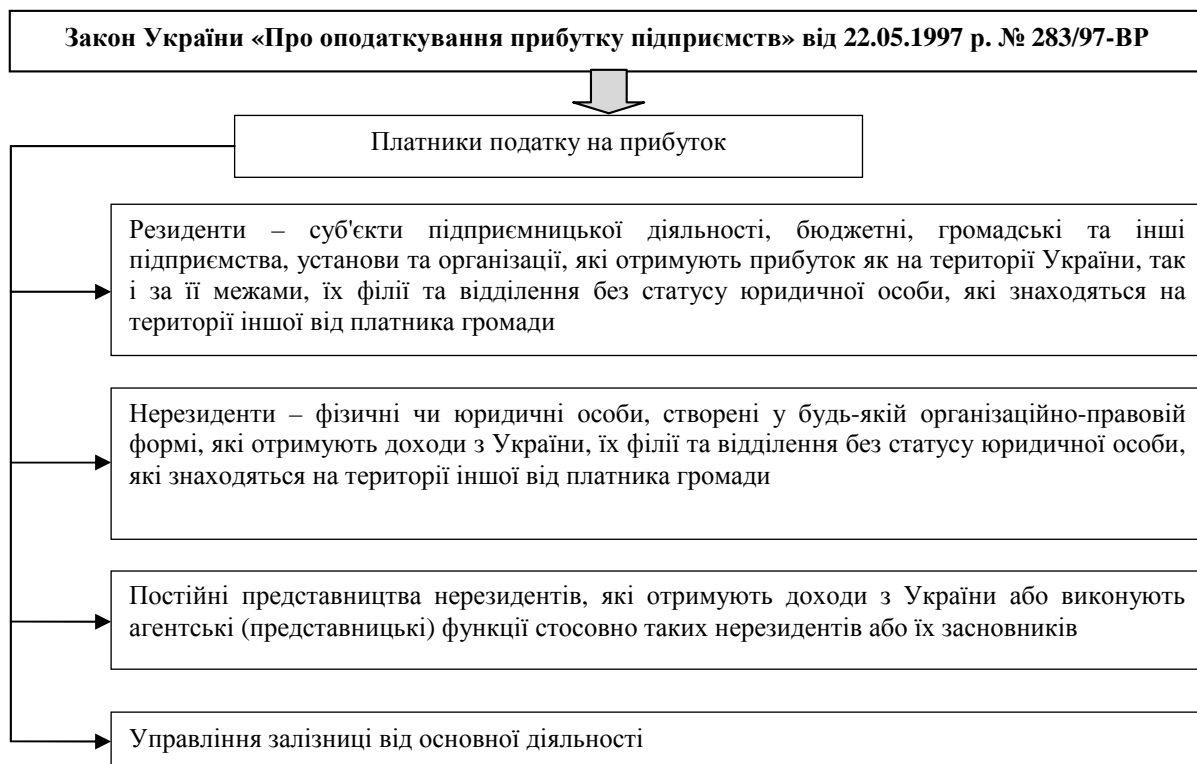 Закон України «Про оподаткування прибутку підприємств» від 22.05.1997 р. № 283/97-ВР
Платники податку на прибуток
Резиденти – суб'єкти підприємницької діяльності, бюджетні, громадські та інші
підприємства, установи та організації, які отримують прибуток як на території України, так
і за її межами, їх філії та відділення без статусу юридичної особи, які знаходяться на
території іншої від платника громади
Нерезиденти – фізичні чи юридичні особи, створені у будь-якій організаційно-правовій
формі, які отримують доходи з України, їх філії та відділення без статусу юридичної особи,
які знаходяться на території іншої від платника громади
Постійні представництва нерезидентів, які отримують доходи з України або виконують
агентські (представницькі) функції стосовно таких нерезидентів або їх засновників
Управління залізниці від основної діяльності